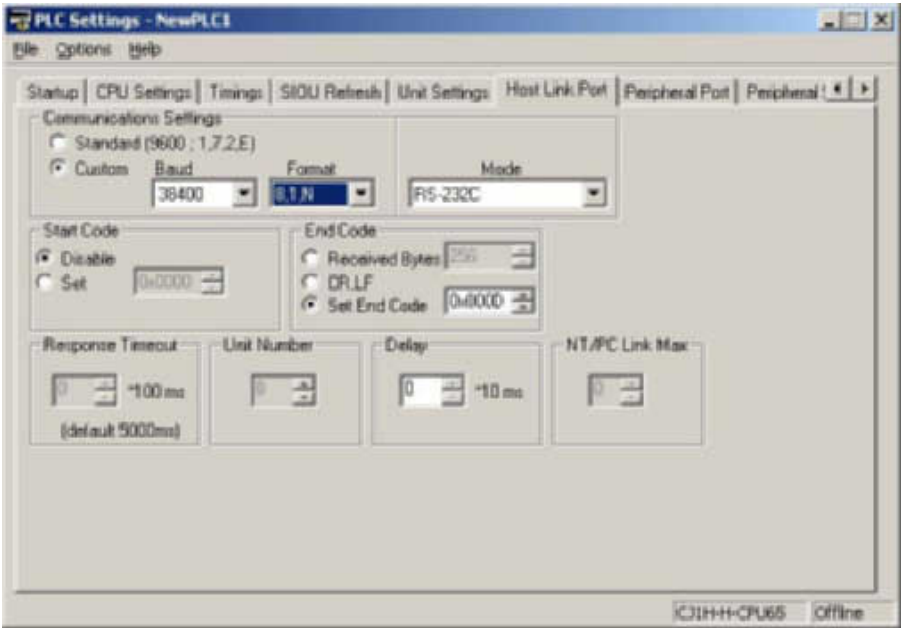 PLC Settings - NewPLC1
File Options Help
Startup CPU Settings Timings SIOU Refresh Unit Settings Host Link Port Peripheral Port Peripheral
Communications Settings
Standard (9600 ; 1,7,2,E)
Custom Baud Format Mode
38400 8,1,N RS-232C
Start Code End Code
Disable Received Bytes 256
Set 0x0000 CR,LF
Set End Code 0x000D
Response Timeout Unit Number Delay NT/PC Link Max
0 *100 ms 0 0 *10 ms 0
(default 5000ms)
CJ1H-H-CPU65 Offline